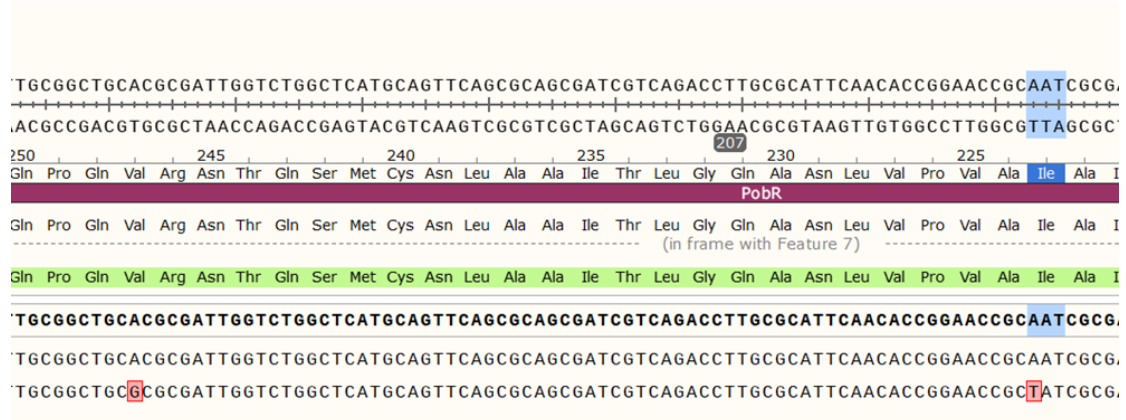 TTGCGGCTGCACGCGATTGGTCTGGCTCATGCAGTTCAGCGCAGCGATCGTCAGACCTTGCGCATTCAACACCGGAACCGCAATCGCGA
AACGCCGACGTGCGCTAACCAGACCGAGTACGTCAAGTCGCGTCGCTAGCAGTCTGGAACGCGTAAGTTGTGGCCTTGGCGTTAGCGCT
207
250 245 240 235 230 225
Gln Pro Gln Val Arg Asn Thr Gln Ser Met Cys Asn Leu Ala Ala Ile Thr Leu Gly Gln Ala Asn Leu Val Pro Val Ala Ile Ala
PobR
Gln Pro Gln Val Arg Asn Thr Gln Ser Met Cys Asn Leu Ala Ala Ile Thr Leu Gly Gln Ala Asn Leu Val Pro Val Ala Ile Ala
(in frame with Feature 7)
Gln Pro Gln Val Arg Asn Thr Gln Ser Met Cys Asn Leu Ala Ala Ile Thr Leu Gly Gln Ala Asn Leu Val Pro Val Ala Ile Ala
TTGCGGCTGCACGCGATTGGTCTGGCTCATGCAGTTCAGCGCAGCGATCGTCAGACCTTGCGCATTCAACACCGGAACCGCAATCGCGA
TTGCGGCTGCACGCGATTGGTCTGGCTCATGCAGTTCAGCGCAGCGATCGTCAGACCTTGCGCATTCAACACCGGAACCGCAATCGCGA
TTGCGGCTGCGCGCGATTGGTCTGGCTCATGCAGTTCAGCGCAGCGATCGTCAGACCTTGCGCATTCAACACCGGAACCGCTATCGCGA